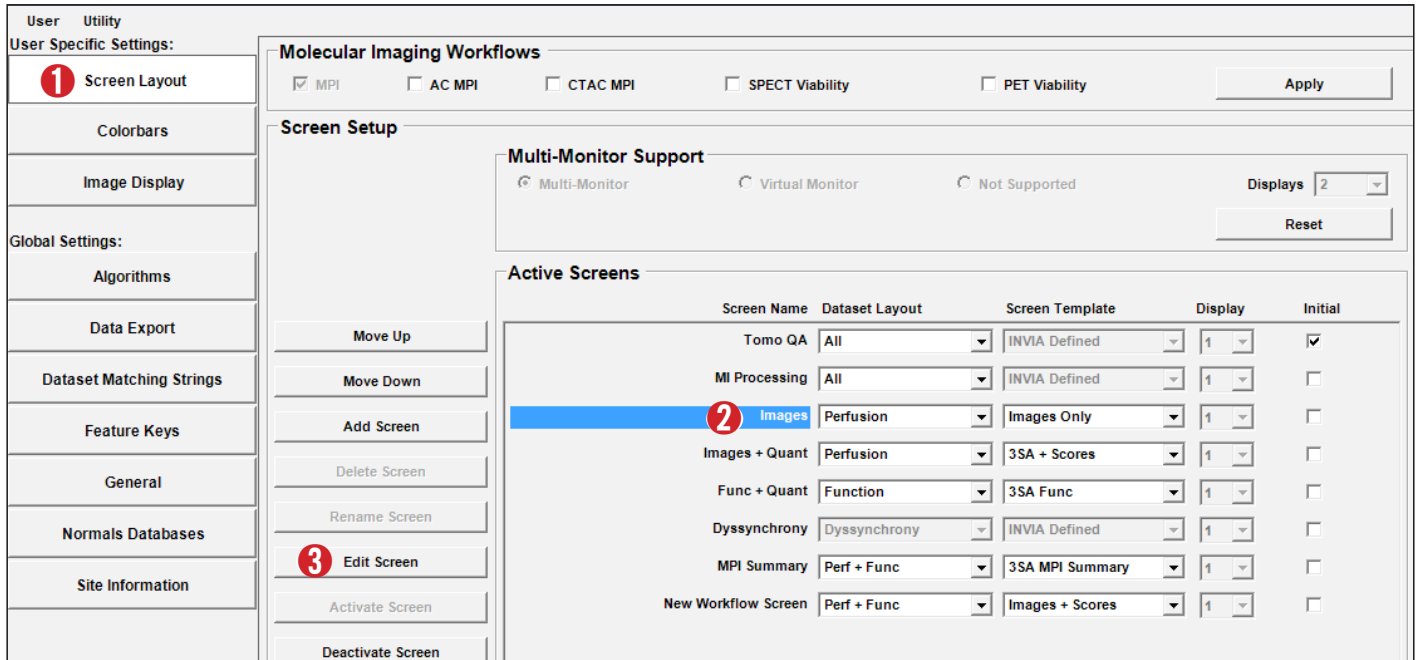 User Utility
User Specific Settings:
1 Screen Layout
Colorbars
Image Display
Global Settings:
Algorithms
Data Export
Dataset Matching Strings
Feature Keys
General
Normals Databases
Site Information
Molecular Imaging Workflows
MPI AC MPI CTAC MPI SPECT Viability PET Viability Apply
Screen Setup
Multi-Monitor Support
Multi-Monitor Virtual Monitor Not Supported Displays 2
Reset
Move Up
Move Down
Add Screen
Delete Screen
Rename Screen
3 Edit Screen
Activate Screen
Deactivate Screen
Active Screens
Screen Name Dataset Layout Screen Template Display Initial
Tomo QA All INVIA Defined 1
MI Processing All INVIA Defined 1
2 Images Perfusion Images Only 1
Images + Quant Perfusion 3SA + Scores 1
Func + Quant Function 3SA Func 1
Dyssynchrony Dyssynchrony INVIA Defined 1
MPI Summary Perf + Func 3SA MPI Summary 1
New Workflow Screen Perf + Func Images + Scores 1